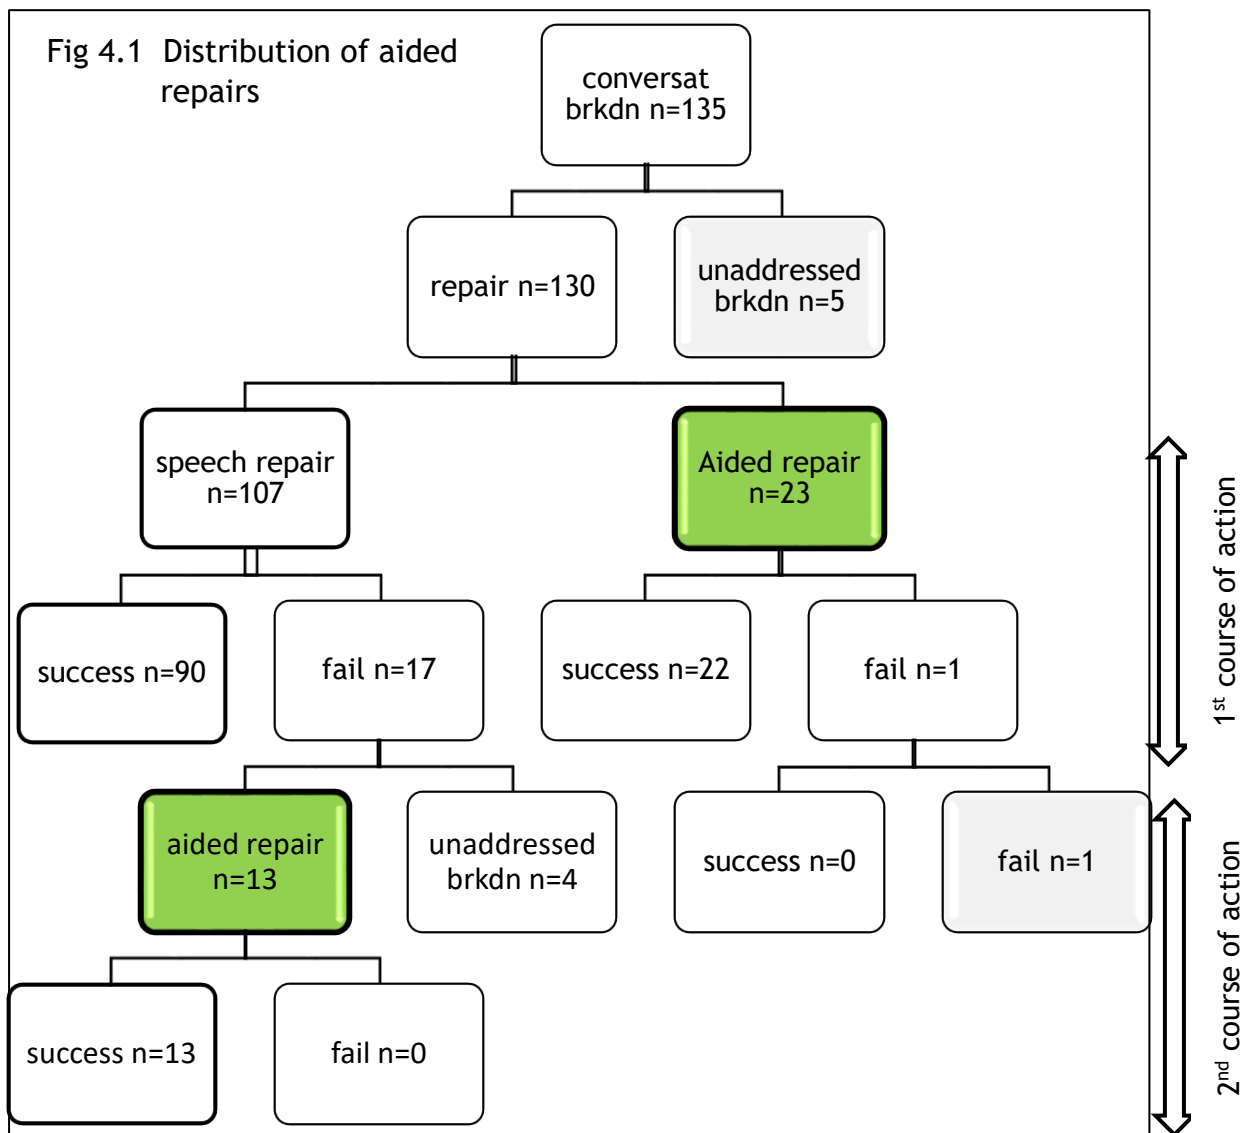 Fig 4.1 Distribution of aided
repairs
conversat
brkdn n=135
repair n=130
unaddressed
brkdn n=5
speech repair
n=107
Aided repair
n=23
success n=90
fail n=17
success n=22
fail n=1
1st course of action
aided repair
n=13
unaddressed
brkdn n=4
success n=0
fail n=1
success n=13
fail n=0
2nd course of action